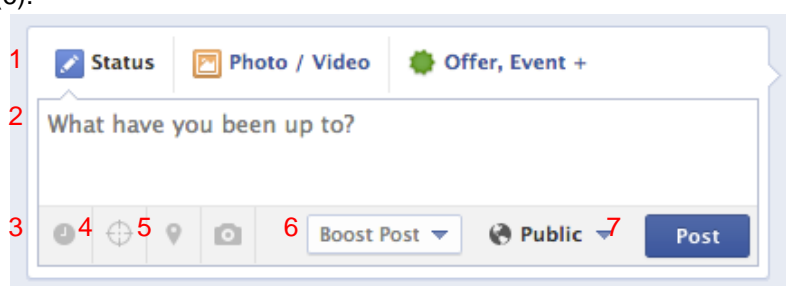 1 Status Photo / Video Offer, Event +
2 What have you been up to?
3 4 5 6 Boost Post Public 7 Post